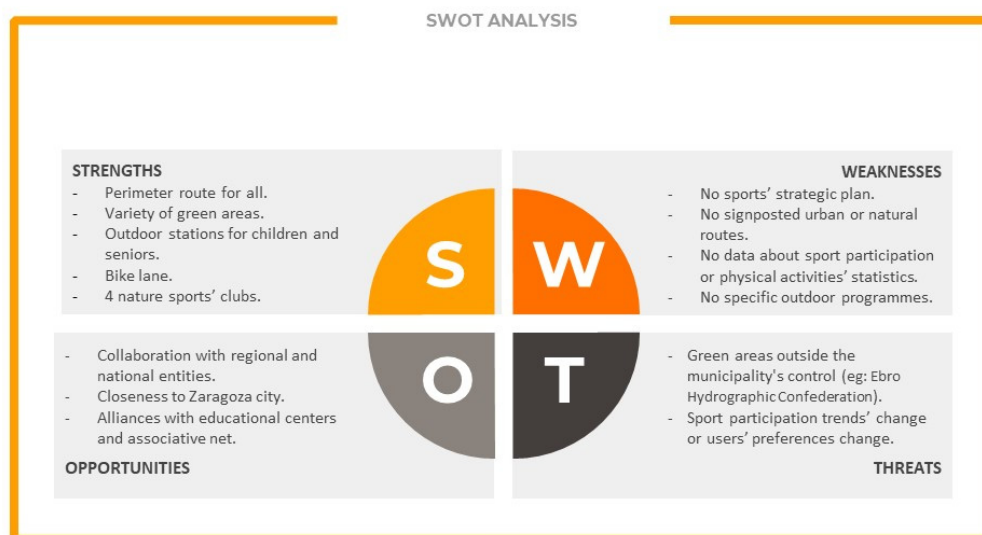 SWOT ANALYSIS
STRENGTHS
- Perimeter route for all.
- Variety of green areas.
- Outdoor stations for children and
seniors.
- Bike lane.
- 4 nature sports’ clubs.
WEAKNESSES
- No sports’ strategic plan.
- No signposted urban or natural
routes.
- No data about sport participation
or physical activities’ statistics.
- No specific outdoor programmes.
S
W
O
T
- Collaboration with regional and
national entities.
- Closeness to Zaragoza city.
- Alliances with educational centers
and associative net.
OPPORTUNITIES
- Green areas outside the
municipality's control (eg: Ebro
Hydrographic Confederation).
- Sport participation trends’ change
or users’ preferences change.
THREATS